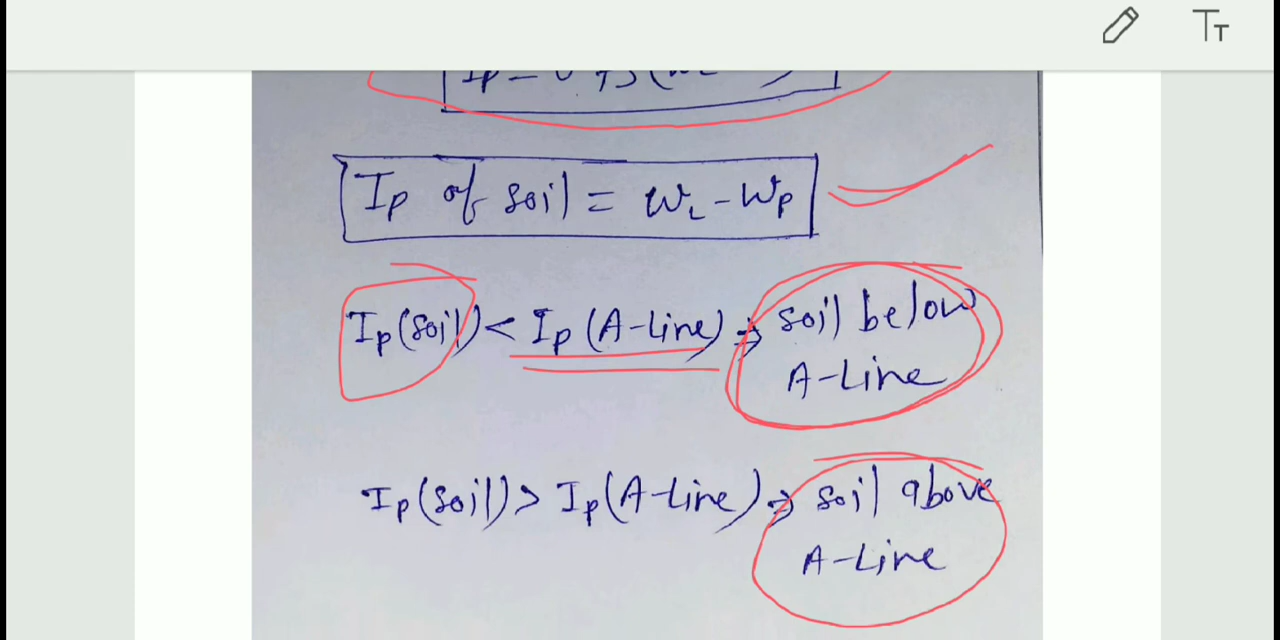 Tт
Ip of soil = WL - Wp
Ip(soil) < Ip (A-Line) ⇒ soil below
A-Line
Ip(soil) > Ip(A-Line) ⇒ soil above
A-Line